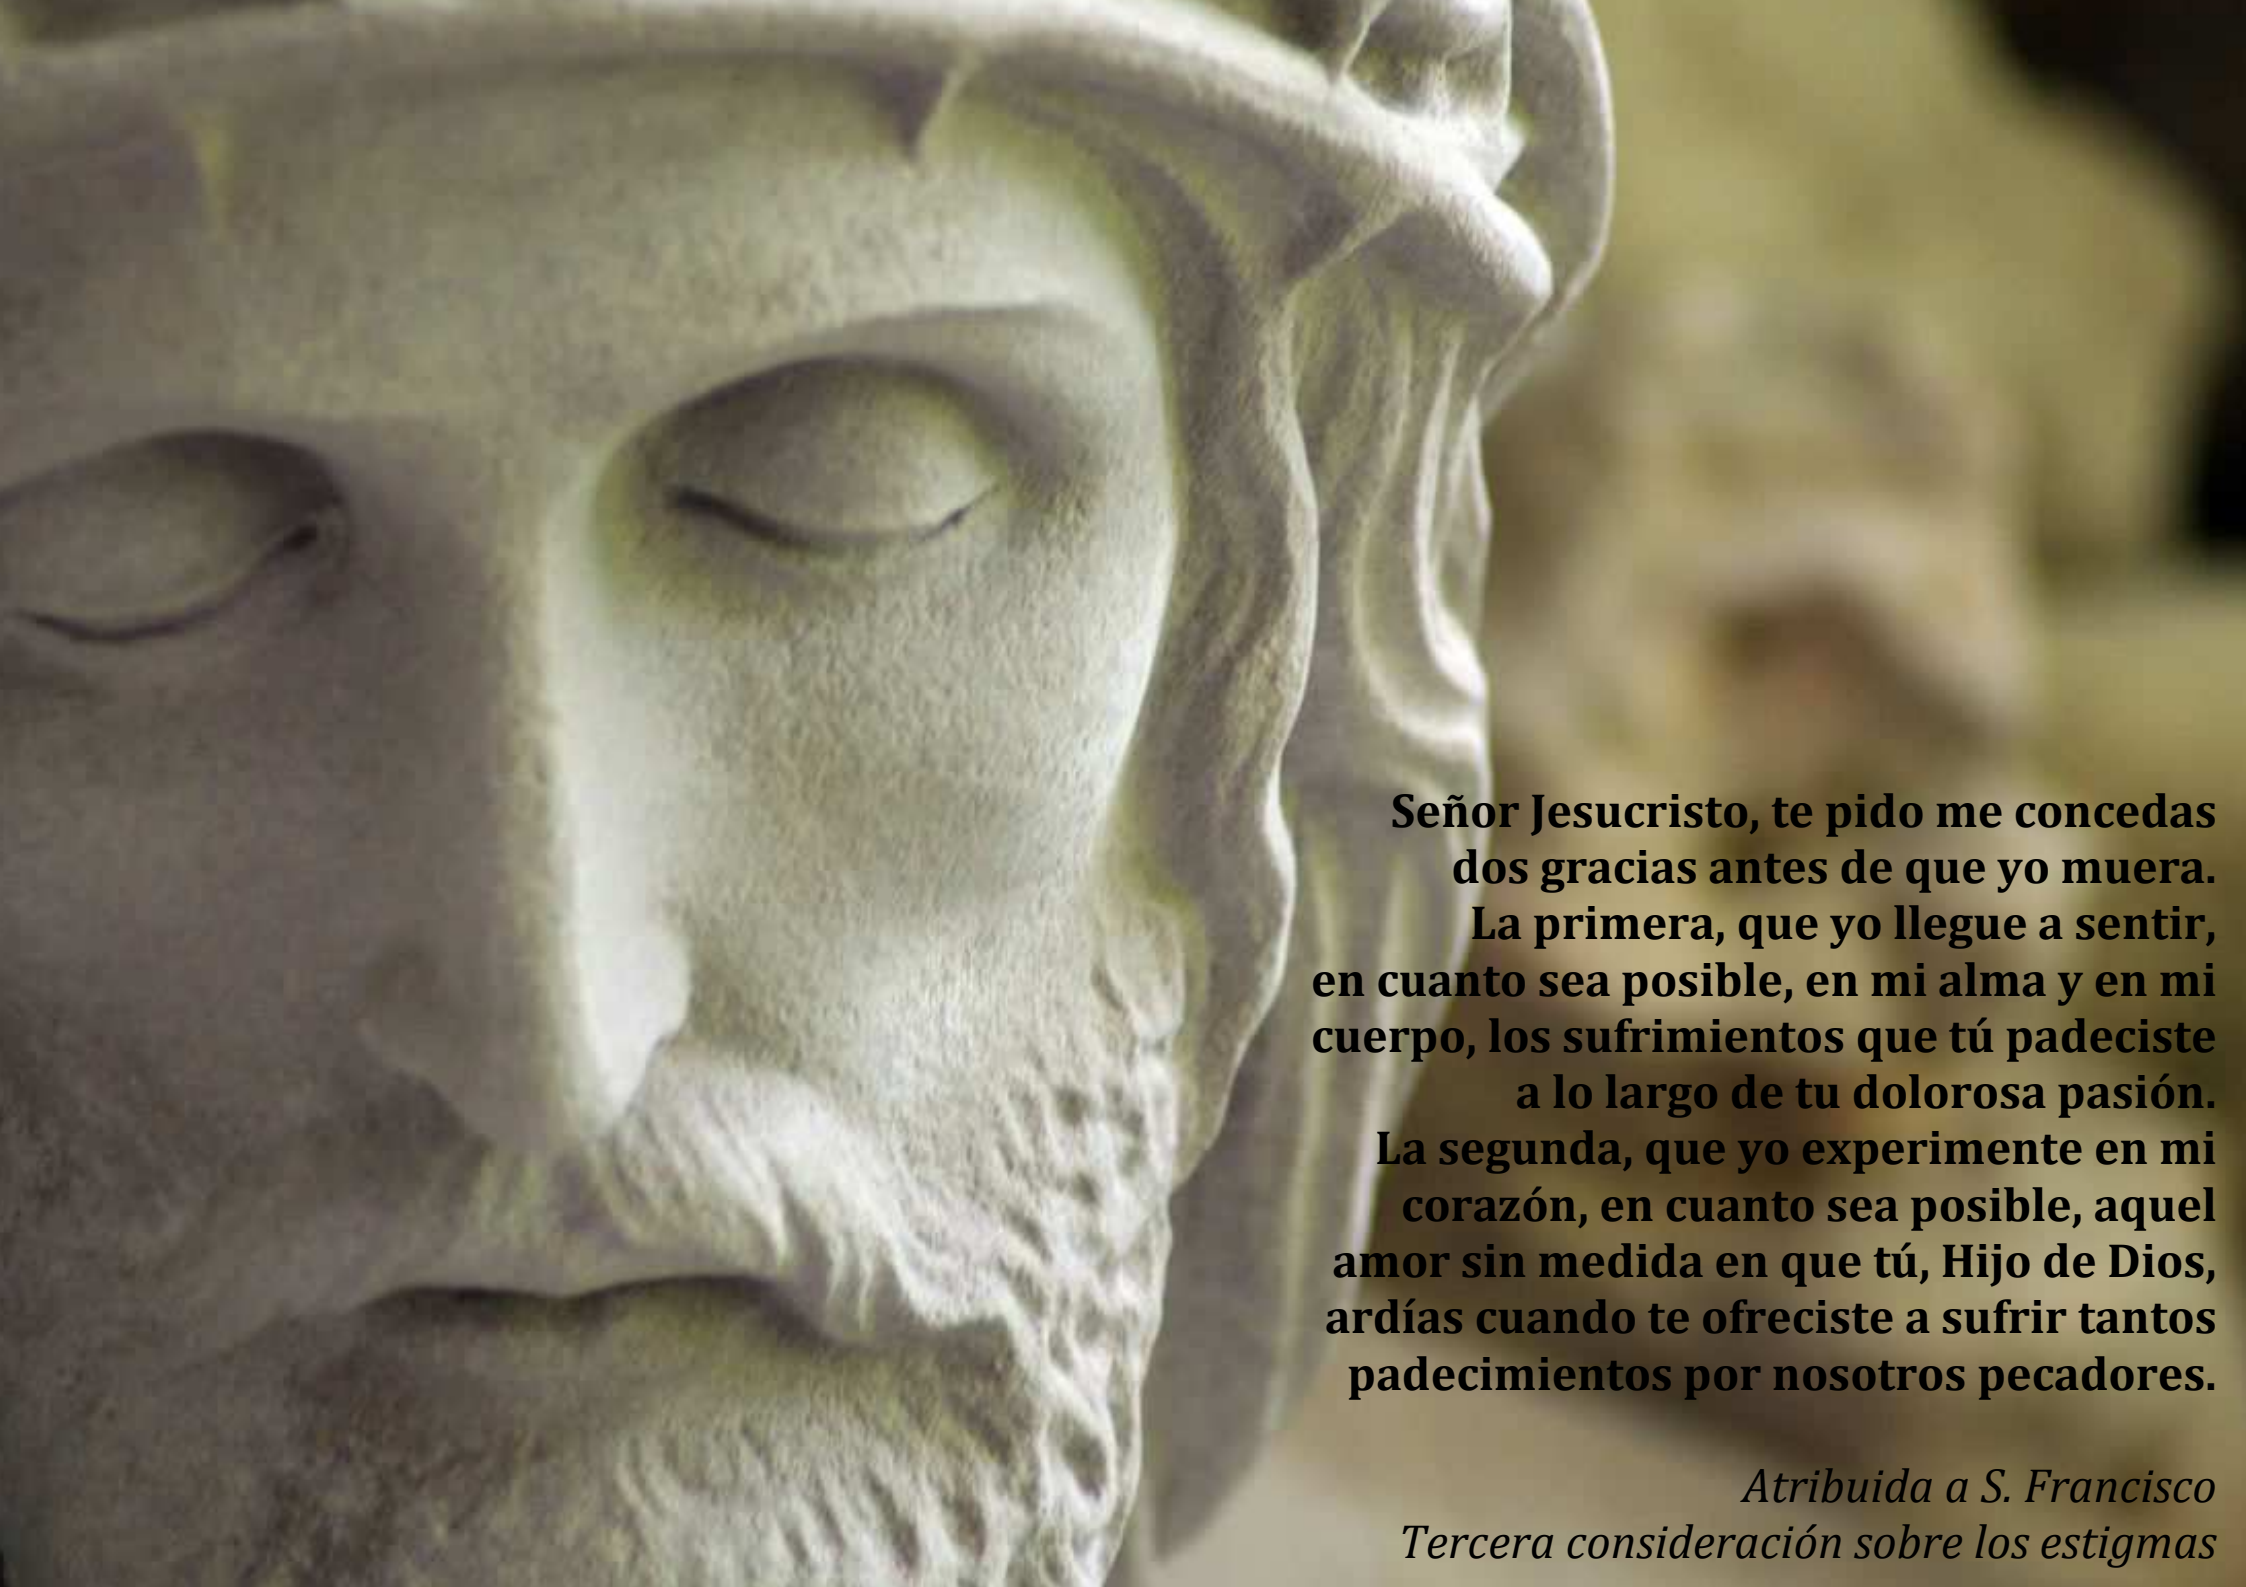 Señor Jesucristo, te pido me concedas
dos gracias antes de que yo muera.
La primera, que yo llegue a sentir,
en cuanto sea posible, en mi alma y en mi
cuerpo, los sufrimientos que tú padeciste
a lo largo de tu dolorosa pasión.
La segunda, que yo experimente en mi
corazón, en cuanto sea posible, aquel
amor sin medida en que tú, Hijo de Dios,
ardías cuando te ofreciste a sufrir tantos
padecimientos por nosotros pecadores.
Atribuida a S. Francisco
Tercera consideración sobre los estigmas